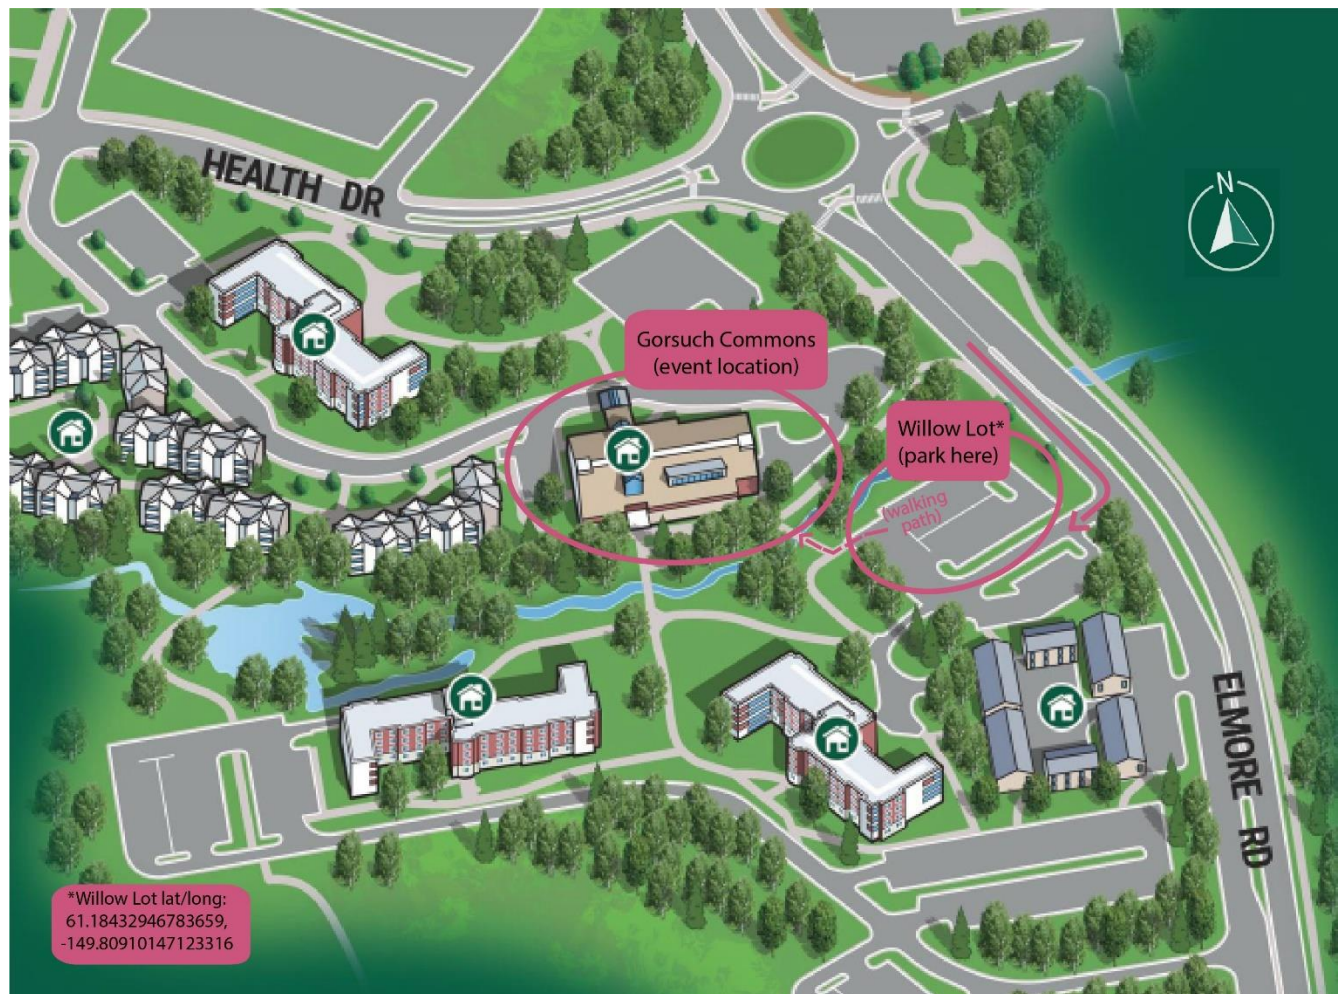 HEALTH DR
N
Gorsuch Commons
(event location)
Willow Lot*
(park here)
(walking
path)
ELMORE RD
*Willow Lot lat/long:
61.18432946783659,
-149.80910147123316